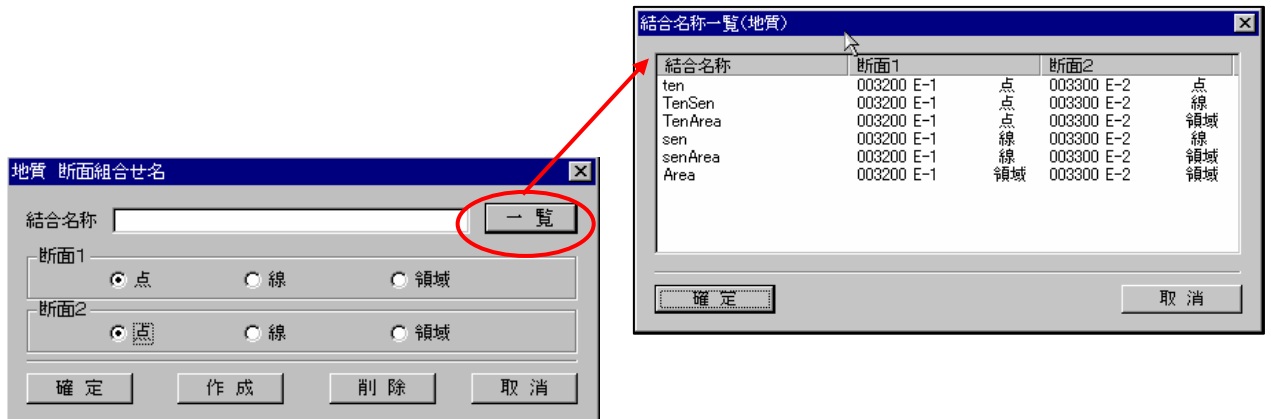 地質 断面組合せ名
結合名称 一 覧
断面1
点 線 領域
断面2
点 線 領域
確 定 作 成 削 除 取 消
結合名称一覧(地質)
結合名称 断面1 断面2
ten 003200 E-1 点 003300 E-2 点
TenSen 003200 E-1 点 003300 E-2 線
TenArea 003200 E-1 点 003300 E-2 領域
sen 003200 E-1 線 003300 E-2 線
senArea 003200 E-1 線 003300 E-2 領域
Area 003200 E-1 領域 003300 E-2 領域
確 定 取 消